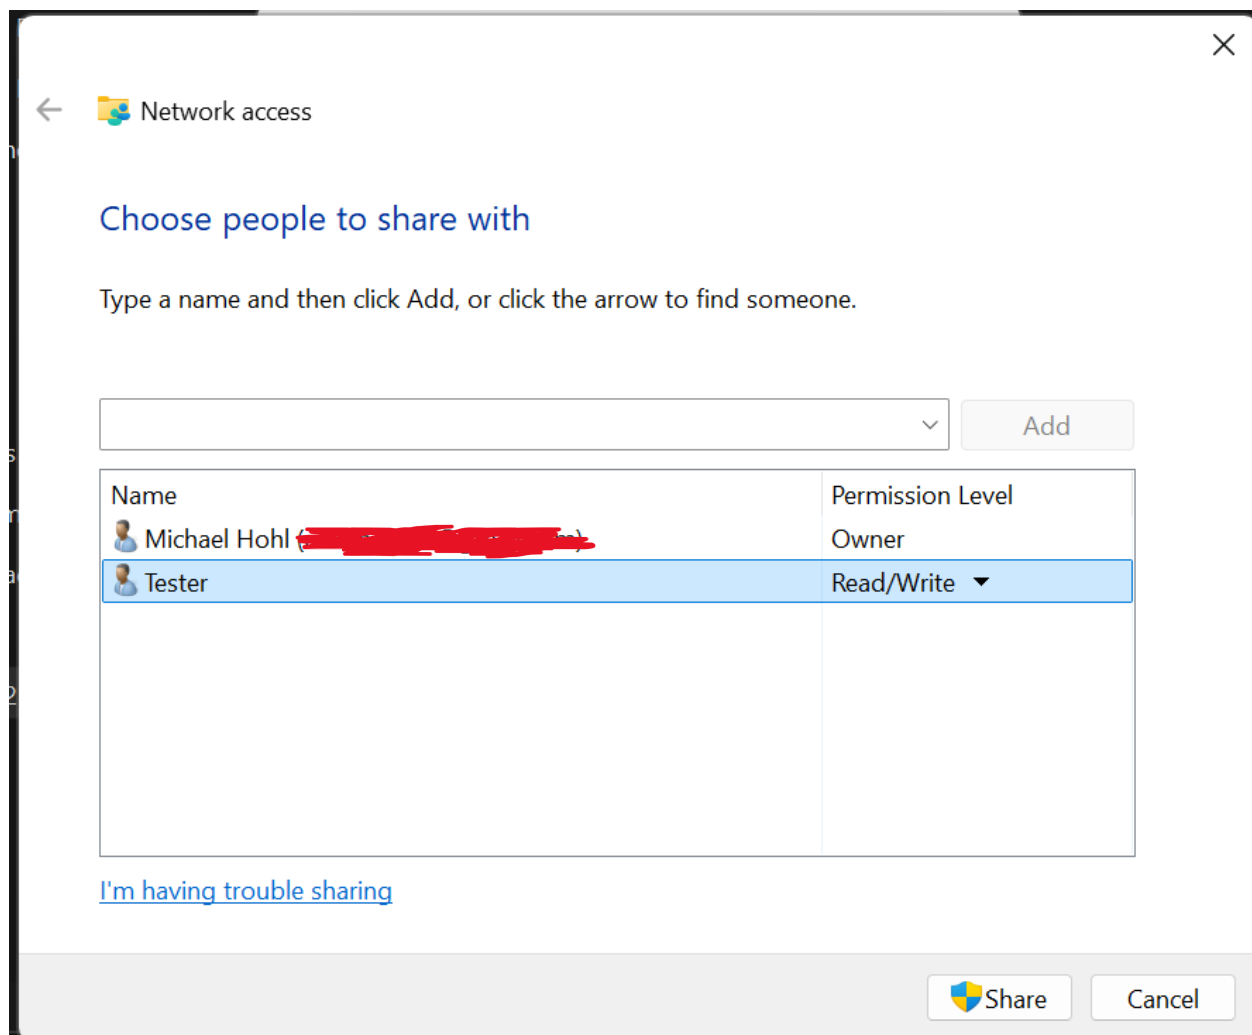 Network access
Choose people to share with
Type a name and then click Add, or click the arrow to find someone.
Add
Name Permission Level
Michael Hohl ( m) Owner
Tester Read/Write
I'm having trouble sharing
Share Cancel